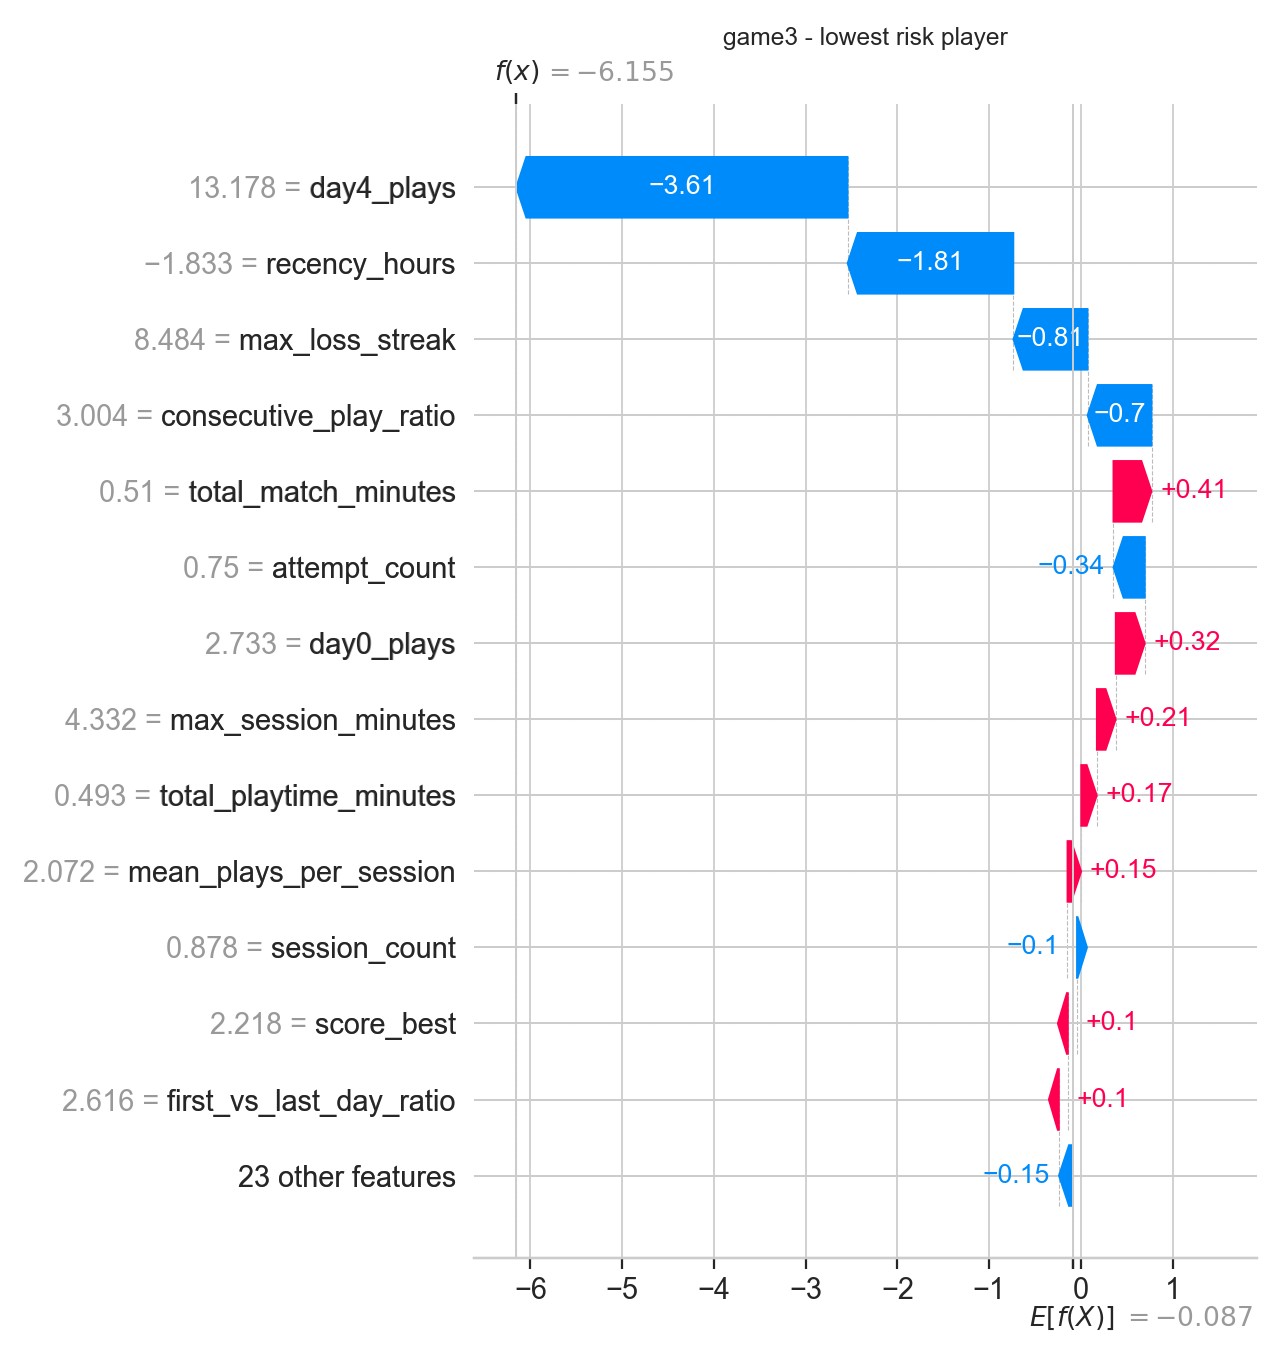 game3 - lowest risk player
f(x) = −6.155
13.178 = day4_plays −3.61
−1.833 = recency_hours −1.81
8.484 = max_loss_streak −0.81
3.004 = consecutive_play_ratio −0.7
0.51 = total_match_minutes +0.41
0.75 = attempt_count −0.34
2.733 = day0_plays +0.32
4.332 = max_session_minutes +0.21
0.493 = total_playtime_minutes +0.17
2.072 = mean_plays_per_session +0.15
0.878 = session_count −0.1
2.218 = score_best +0.1
2.616 = first_vs_last_day_ratio +0.1
23 other features −0.15
−6 −5 −4 −3 −2 −1 0 1
E[f(X)] = −0.087